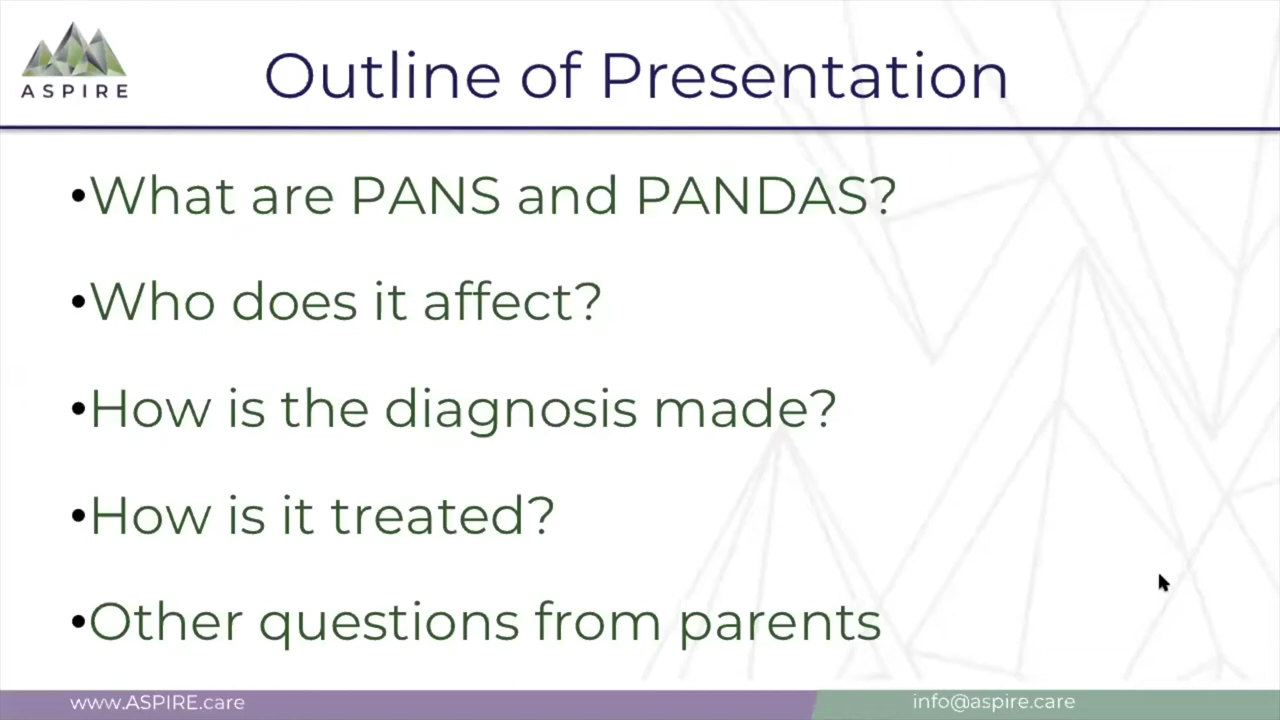 ASPIRE
Outline of Presentation
•What are PANS and PANDAS?
•Who does it affect?
•How is the diagnosis made?
•How is it treated?
•Other questions from parents
www.ASPIRE.care
info@aspire.care